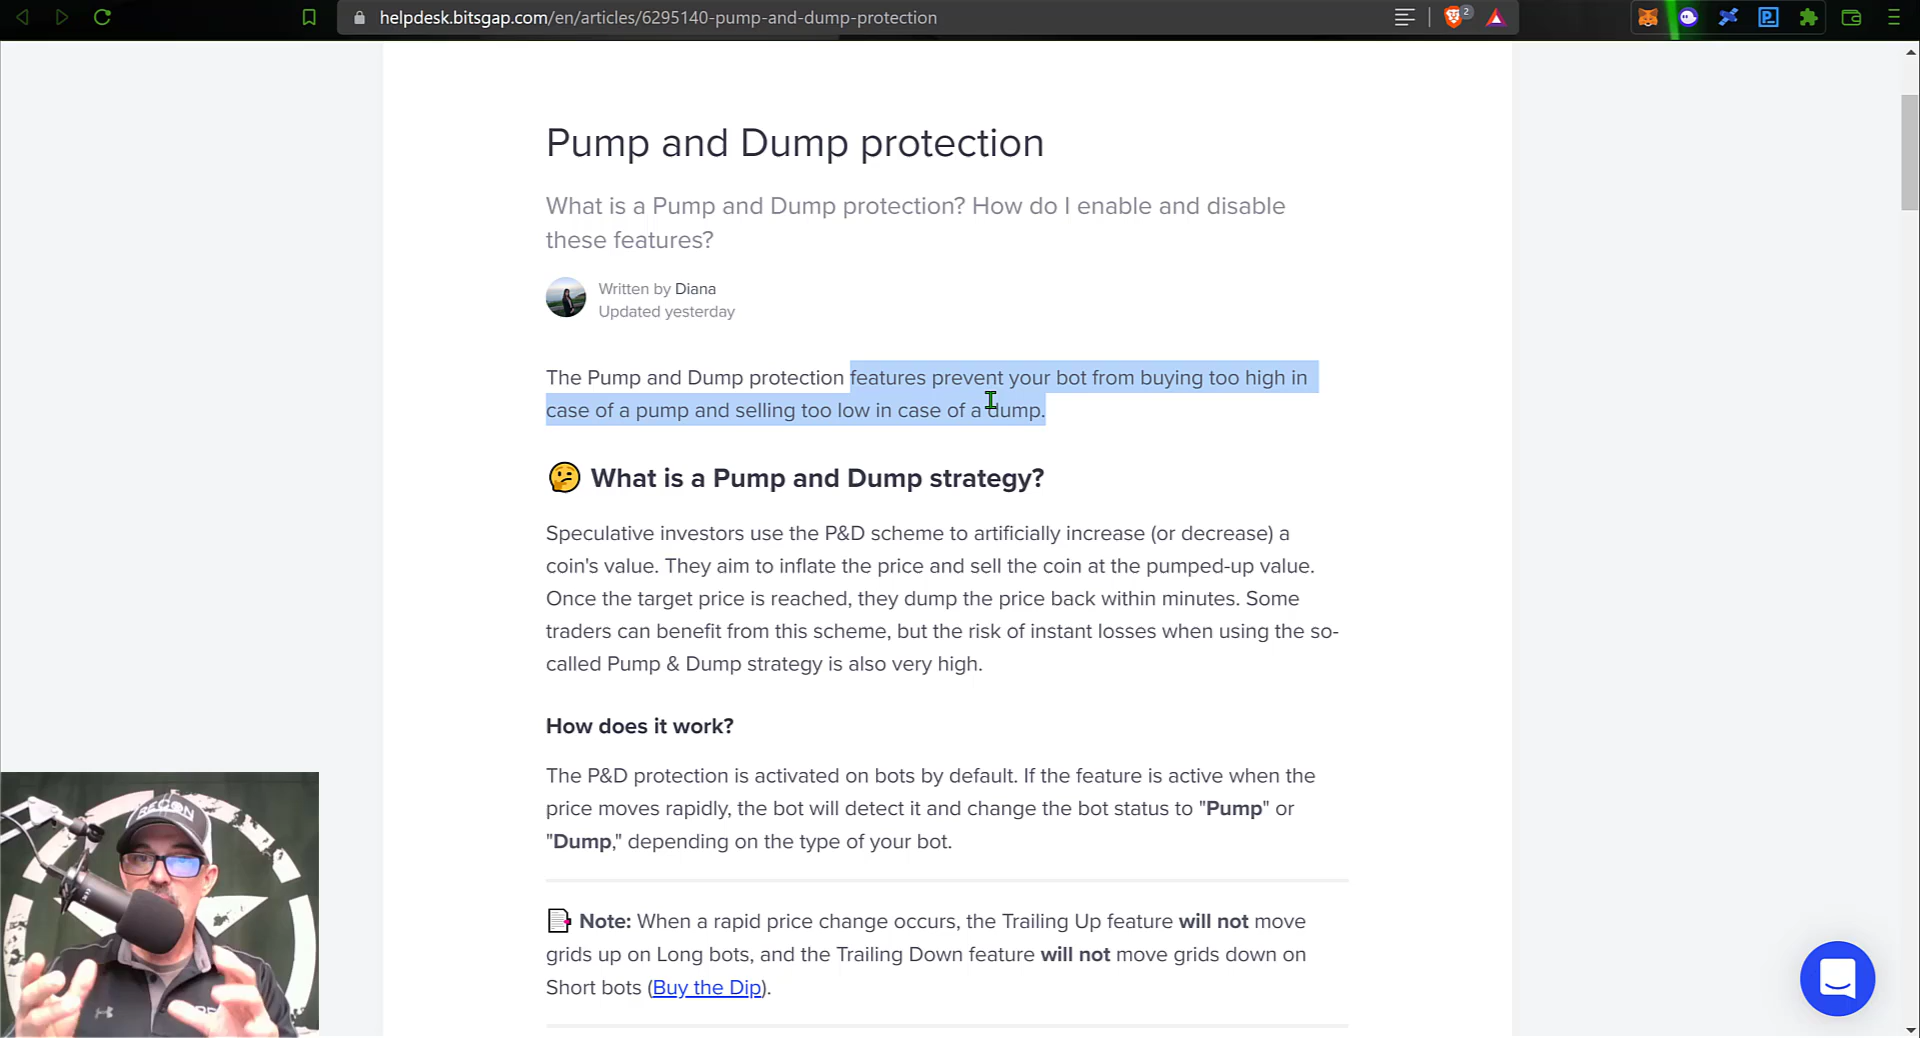 helpdesk.bitsgap.com/en/articles/6295140-pump-and-dump-protection
2
Pump and Dump protection
What is a Pump and Dump protection? How do I enable and disable
these features?
Written by Diana
Updated yesterday
The Pump and Dump protection features prevent your bot from buying too high in
case of a pump and selling too low in case of a dump.
🤔 What is a Pump and Dump strategy?
Speculative investors use the P&D scheme to artificially increase (or decrease) a
coin's value. They aim to inflate the price and sell the coin at the pumped-up value.
Once the target price is reached, they dump the price back within minutes. Some
traders can benefit from this scheme, but the risk of instant losses when using the so-
called Pump & Dump strategy is also very high.
How does it work?
The P&D protection is activated on bots by default. If the feature is active when the
price moves rapidly, the bot will detect it and change the bot status to "Pump" or
"Dump," depending on the type of your bot.
📑 Note: When a rapid price change occurs, the Trailing Up feature will not move
grids up on Long bots, and the Trailing Down feature will not move grids down on
Short bots (Buy the Dip).
RECON